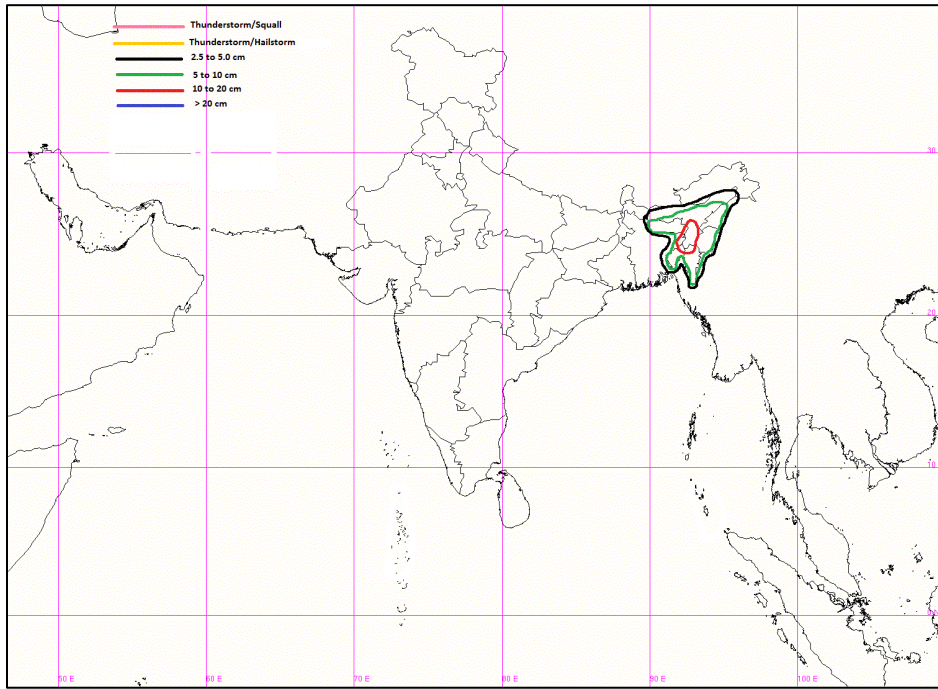 Thunderstorm/Squall
Thunderstorm/Hailstorm
2.5 to 5.0 cm
5 to 10 cm
10 to 20 cm
> 20 cm
30
20
10
50 E
60 E
70 E
80 E
90 E
100 E